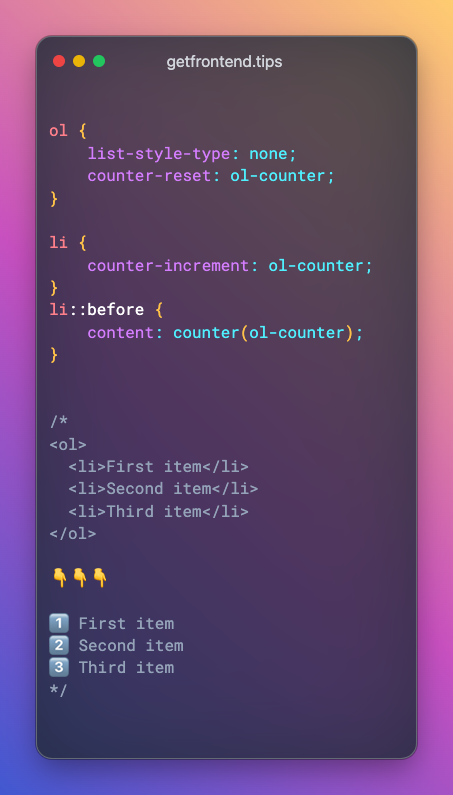 getfrontend.tips
ol {
    list-style-type: none;
    counter-reset: ol-counter;
}
li {
    counter-increment: ol-counter;
}
li::before {
    content: counter(ol-counter);
}
/*
<ol>
  <li>First item</li>
  <li>Second item</li>
  <li>Third item</li>
</ol>
👇👇👇
1️⃣ First item
2️⃣ Second item
3️⃣ Third item
*/